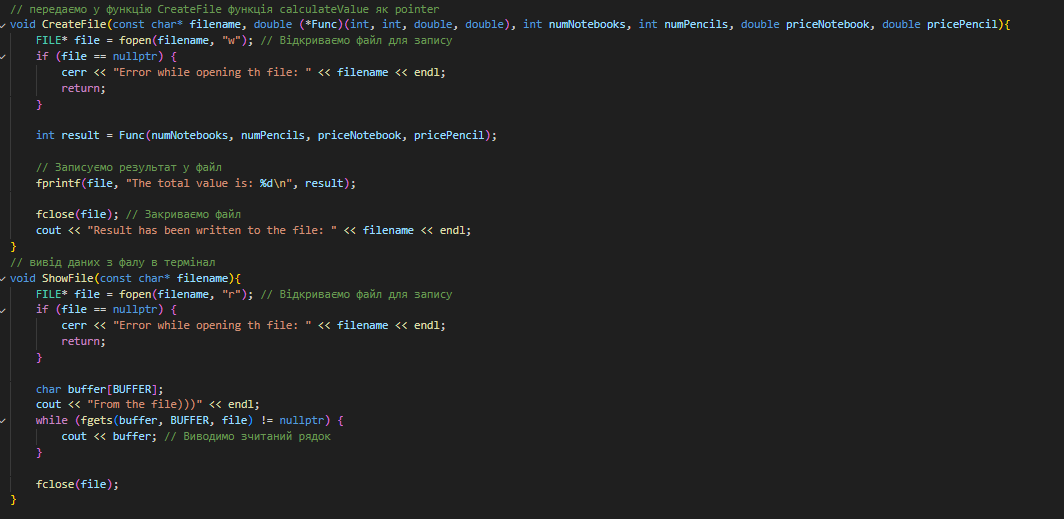 // передаємо у функцію CreateFile функція calculateValue як pointer
void CreateFile(const char* filename, double (*Func)(int, int, double, double), int numNotebooks, int numPencils, double priceNotebook, double pricePencil){
    FILE* file = fopen(filename, "w"); // Відкриваємо файл для запису
    if (file == nullptr) {
        cerr << "Error while opening th file: " << filename << endl;
        return;
    }

    int result = Func(numNotebooks, numPencils, priceNotebook, pricePencil);

    // Записуємо результат у файл
    fprintf(file, "The total value is: %d\n", result);

    fclose(file); // Закриваємо файл
    cout << "Result has been written to the file: " << filename << endl;
}
// вивід даних з фалу в термінал
void ShowFile(const char* filename){
    FILE* file = fopen(filename, "r"); // Відкриваємо файл для запису
    if (file == nullptr) {
        cerr << "Error while opening th file: " << filename << endl;
        return;
    }

    char buffer[BUFFER];
    cout << "From the file)))" << endl;
    while (fgets(buffer, BUFFER, file) != nullptr) {
        cout << buffer; // Виводимо зчитаний рядок
    }

    fclose(file);
}